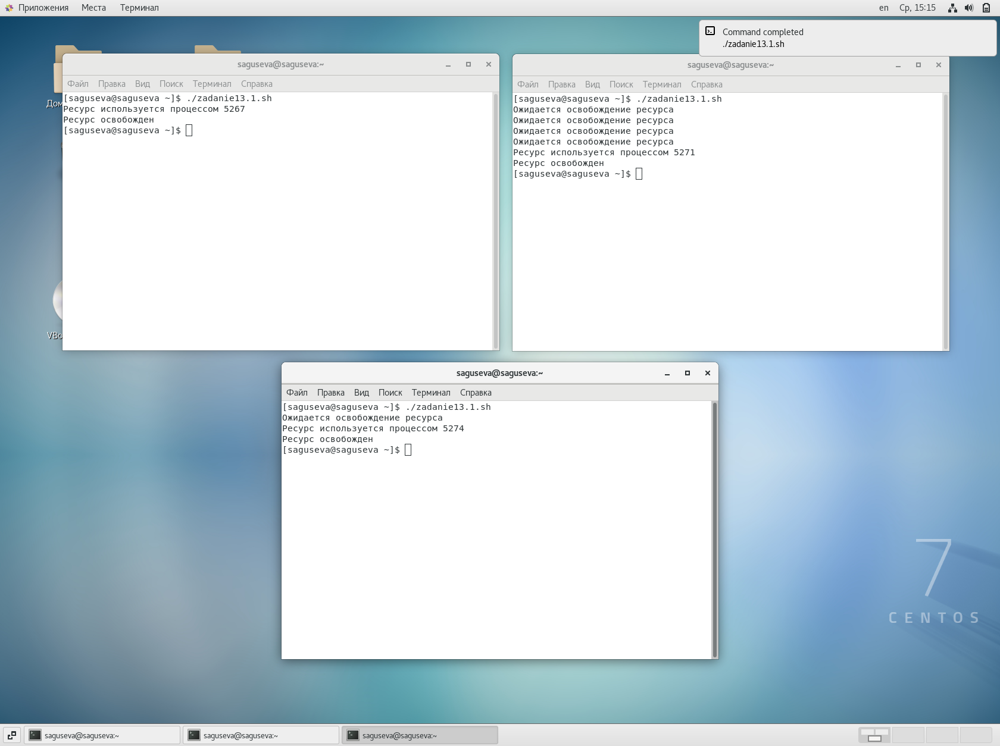 Приложения Места Терминал en Ср, 15:15
Command completed
./zadanie13.1.sh
saguseva@saguseva:~
Файл Правка Вид Поиск Терминал Справка
[saguseva@saguseva ~]$ ./zadanie13.1.sh
Ресурс используется процессом 5267
Ресурс освобожден
[saguseva@saguseva ~]$
saguseva@saguseva:~
Файл Правка Вид Поиск Терминал Справка
[saguseva@saguseva ~]$ ./zadanie13.1.sh
Ожидается освобождение ресурса
Ожидается освобождение ресурса
Ожидается освобождение ресурса
Ожидается освобождение ресурса
Ресурс используется процессом 5271
Ресурс освобожден
[saguseva@saguseva ~]$
Дом
VBo
saguseva@saguseva:~
Файл Правка Вид Поиск Терминал Справка
[saguseva@saguseva ~]$ ./zadanie13.1.sh
Ожидается освобождение ресурса
Ресурс используется процессом 5274
Ресурс освобожден
[saguseva@saguseva ~]$
7
CENTOS
saguseva@saguseva:~ saguseva@saguseva:~ saguseva@saguseva:~